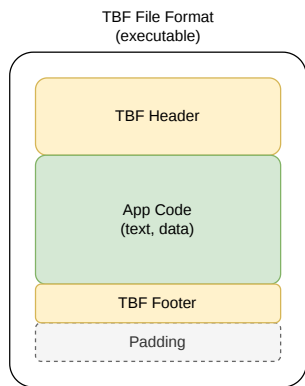 TBF File Format
(executable)
TBF Header
App Code
(text, data)
TBF Footer
Padding